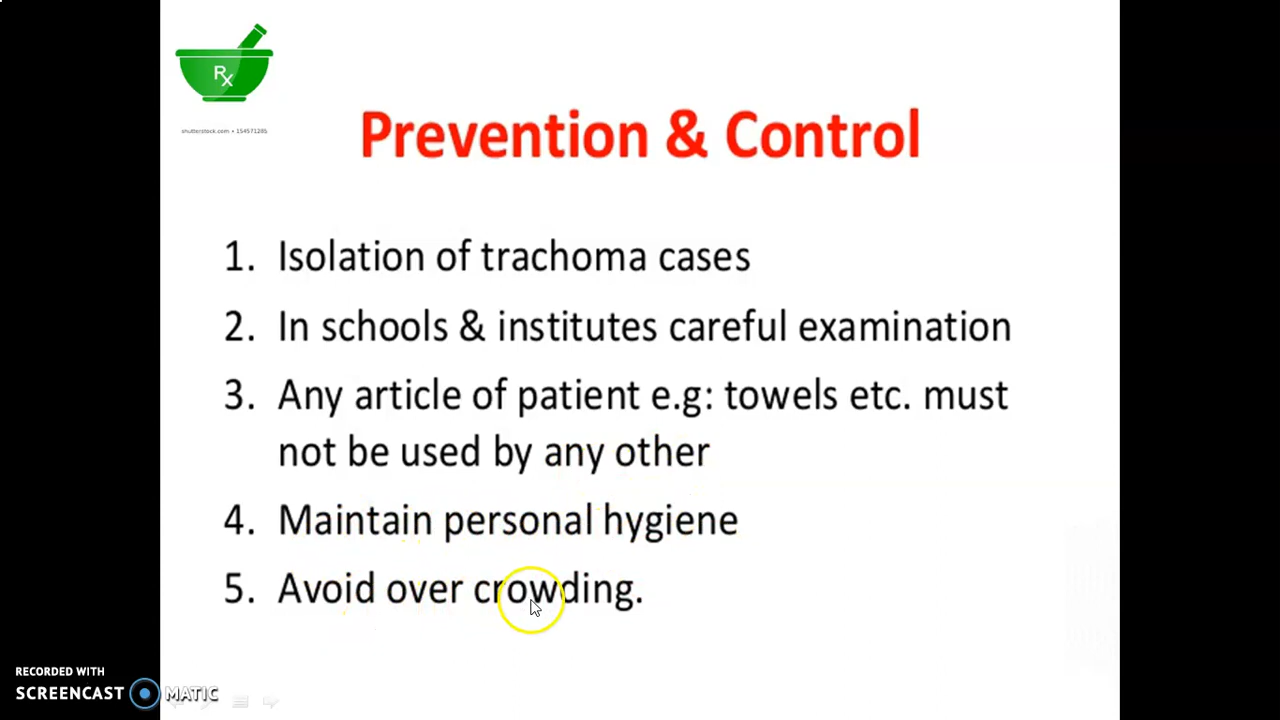 Rx
shutterstock.com • 154571285
Prevention & Control
1. Isolation of trachoma cases
2. In schools & institutes careful examination
3. Any article of patient e.g: towels etc. must
not be used by any other
4. Maintain personal hygiene
5. Avoid over crowding.
RECORDED WITH
SCREENCAST MATIC